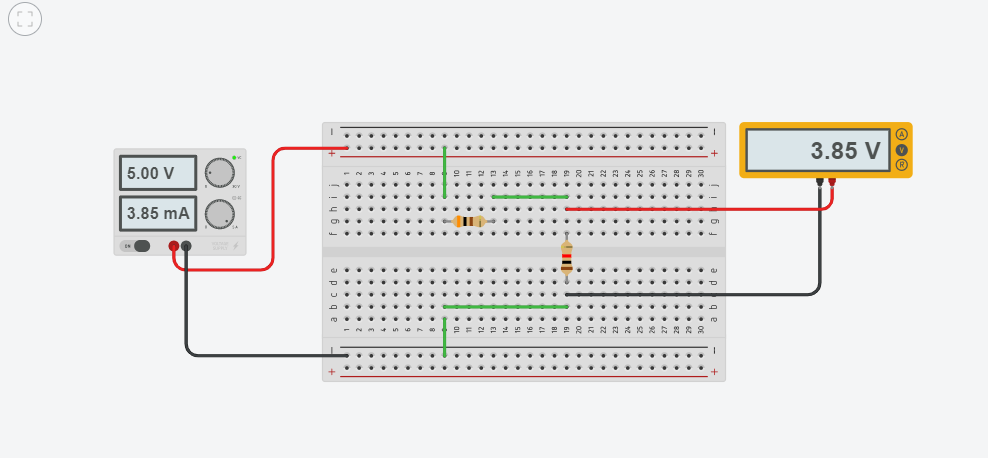 5.00 V
3.85 mA
3.85 V
A
V
R
− −
+ +
1 2 3 4 5 6 7 8 9 10 11 12 13 14 15 16 17 18 19 20 21 22 23 24 25 26 27 28 29 30
j j
i i
h h
g g
f f
e e
d d
c c
b b
a a
1 2 3 4 5 6 7 8 9 10 11 12 13 14 15 16 17 18 19 20 21 22 23 24 25 26 27 28 29 30
− −
+ +